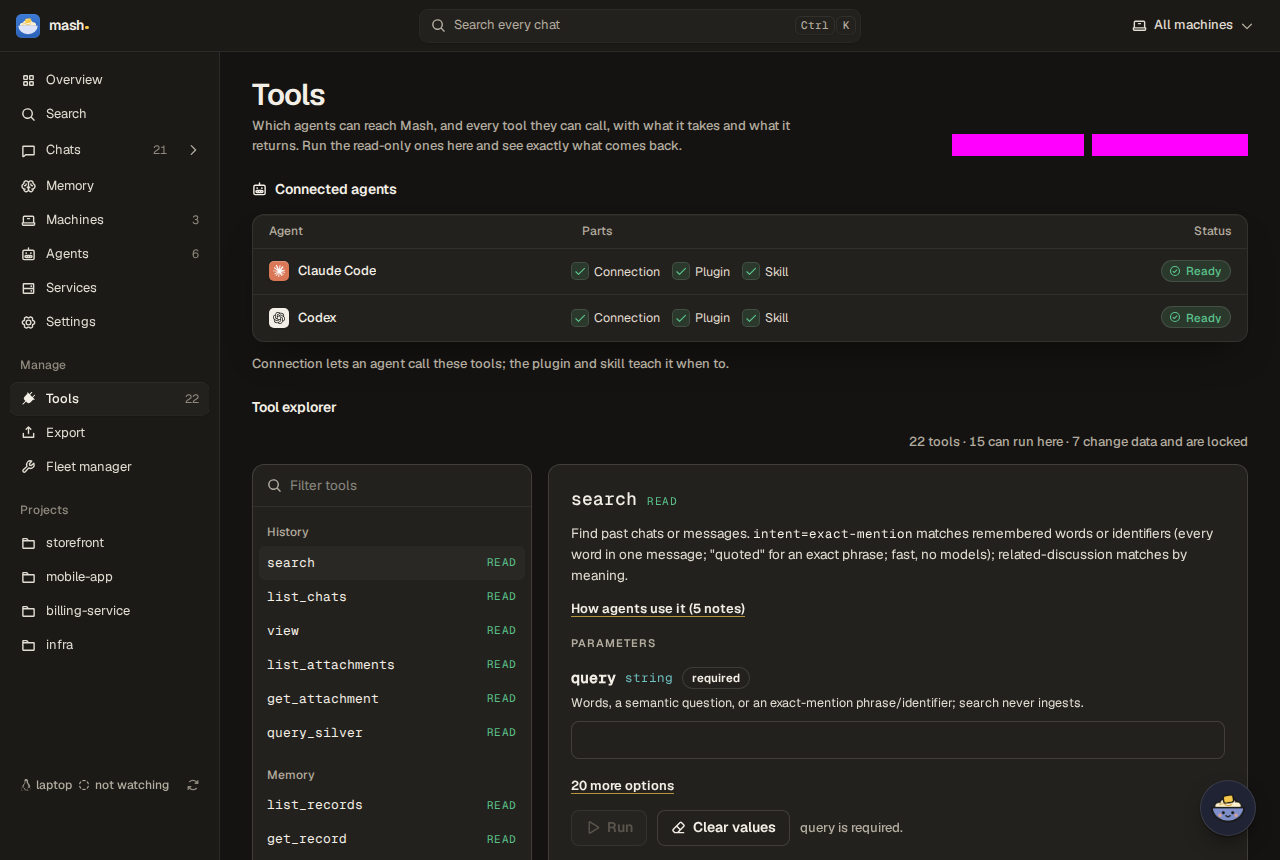 mash.
Search every chat
Ctrl K
All machines
Overview
Search
Chats 21
Memory
Machines 3
Agents 6
Services
Settings
Manage
Tools 22
Export
Fleet manager
Projects
storefront
mobile-app
billing-service
infra
laptop not watching
Tools
Which agents can reach Mash, and every tool they can call, with what it takes and what it
returns. Run the read-only ones here and see exactly what comes back.
Connected agents
Agent Parts Status
Claude Code Connection Plugin Skill Ready
Codex Connection Plugin Skill Ready
Connection lets an agent call these tools; the plugin and skill teach it when to.
Tool explorer
22 tools · 15 can run here · 7 change data and are locked
Filter tools
History
search READ
list_chats READ
view READ
list_attachments READ
get_attachment READ
query_silver READ
Memory
list_records READ
get_record READ
search READ
Find past chats or messages. intent=exact-mention matches remembered words or identifiers (every
word in one message; "quoted" for an exact phrase; fast, no models); related-discussion matches by
meaning.
How agents use it (5 notes)
PARAMETERS
query string required
Words, a semantic question, or an exact-mention phrase/identifier; search never ingests.
20 more options
Run
Clear values
query is required.